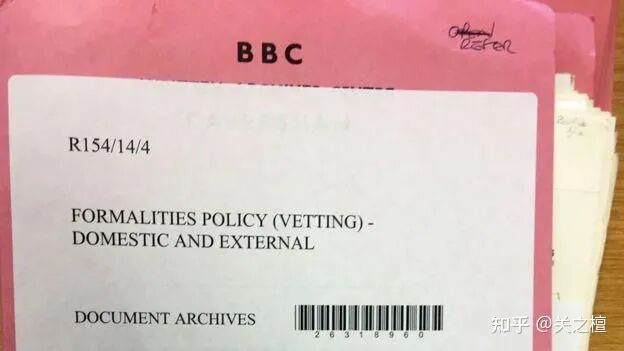 BBC
REFER
R154/14/4
FORMALITIES POLICY (VETTING) -
DOMESTIC AND EXTERNAL
DOCUMENT ARCHIVES
26318960
知乎 @关之檀